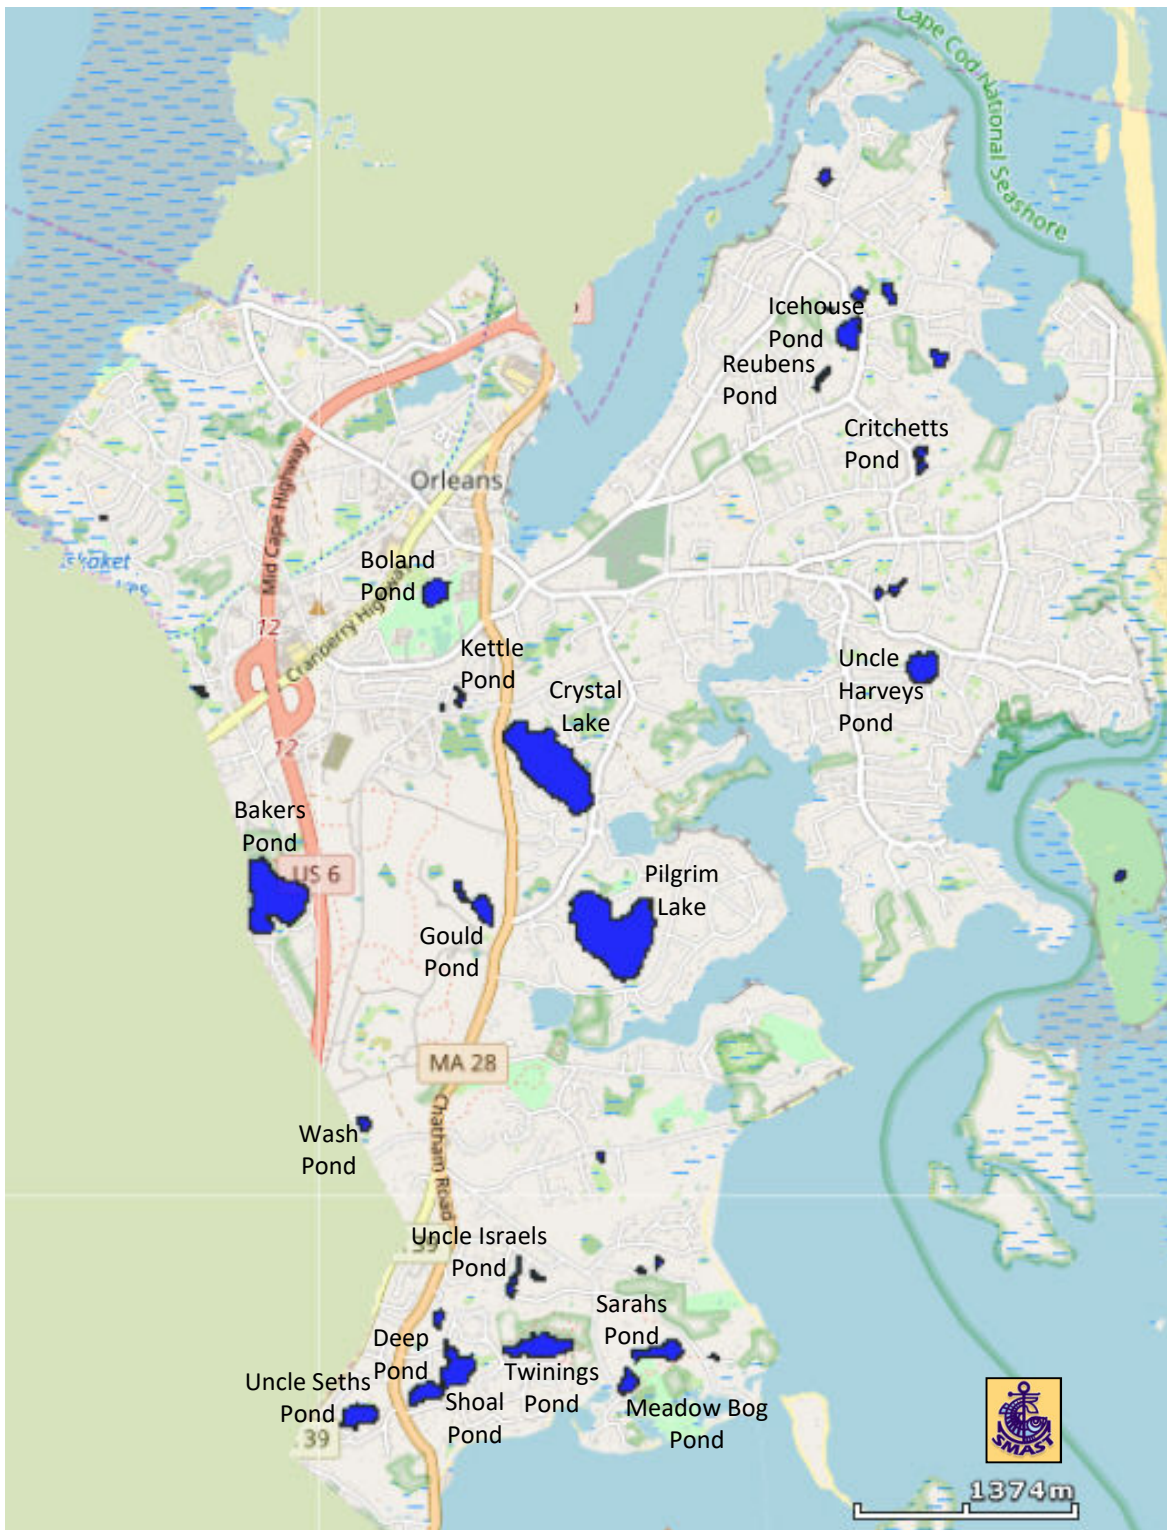 Cape Cod National Seashore
Icehouse
Pond
Reubens
Pond
Critchetts
Pond
Mid Cape Highway
Orleans
Boland
Pond
12
Cranberry Highway
Kettle
Pond
Crystal
Lake
Uncle
Harveys
Pond
12
Bakers
Pond
US 6
Pilgrim
Lake
Gould
Pond
MA 28
Chatham Road
Wash
Pond
Uncle Israels
Pond
39
Sarahs
Pond
Deep
Pond
Twinings
Pond
Uncle Seths
Pond
Shoal
Pond
Meadow Bog
Pond
39
SMAST
1374m